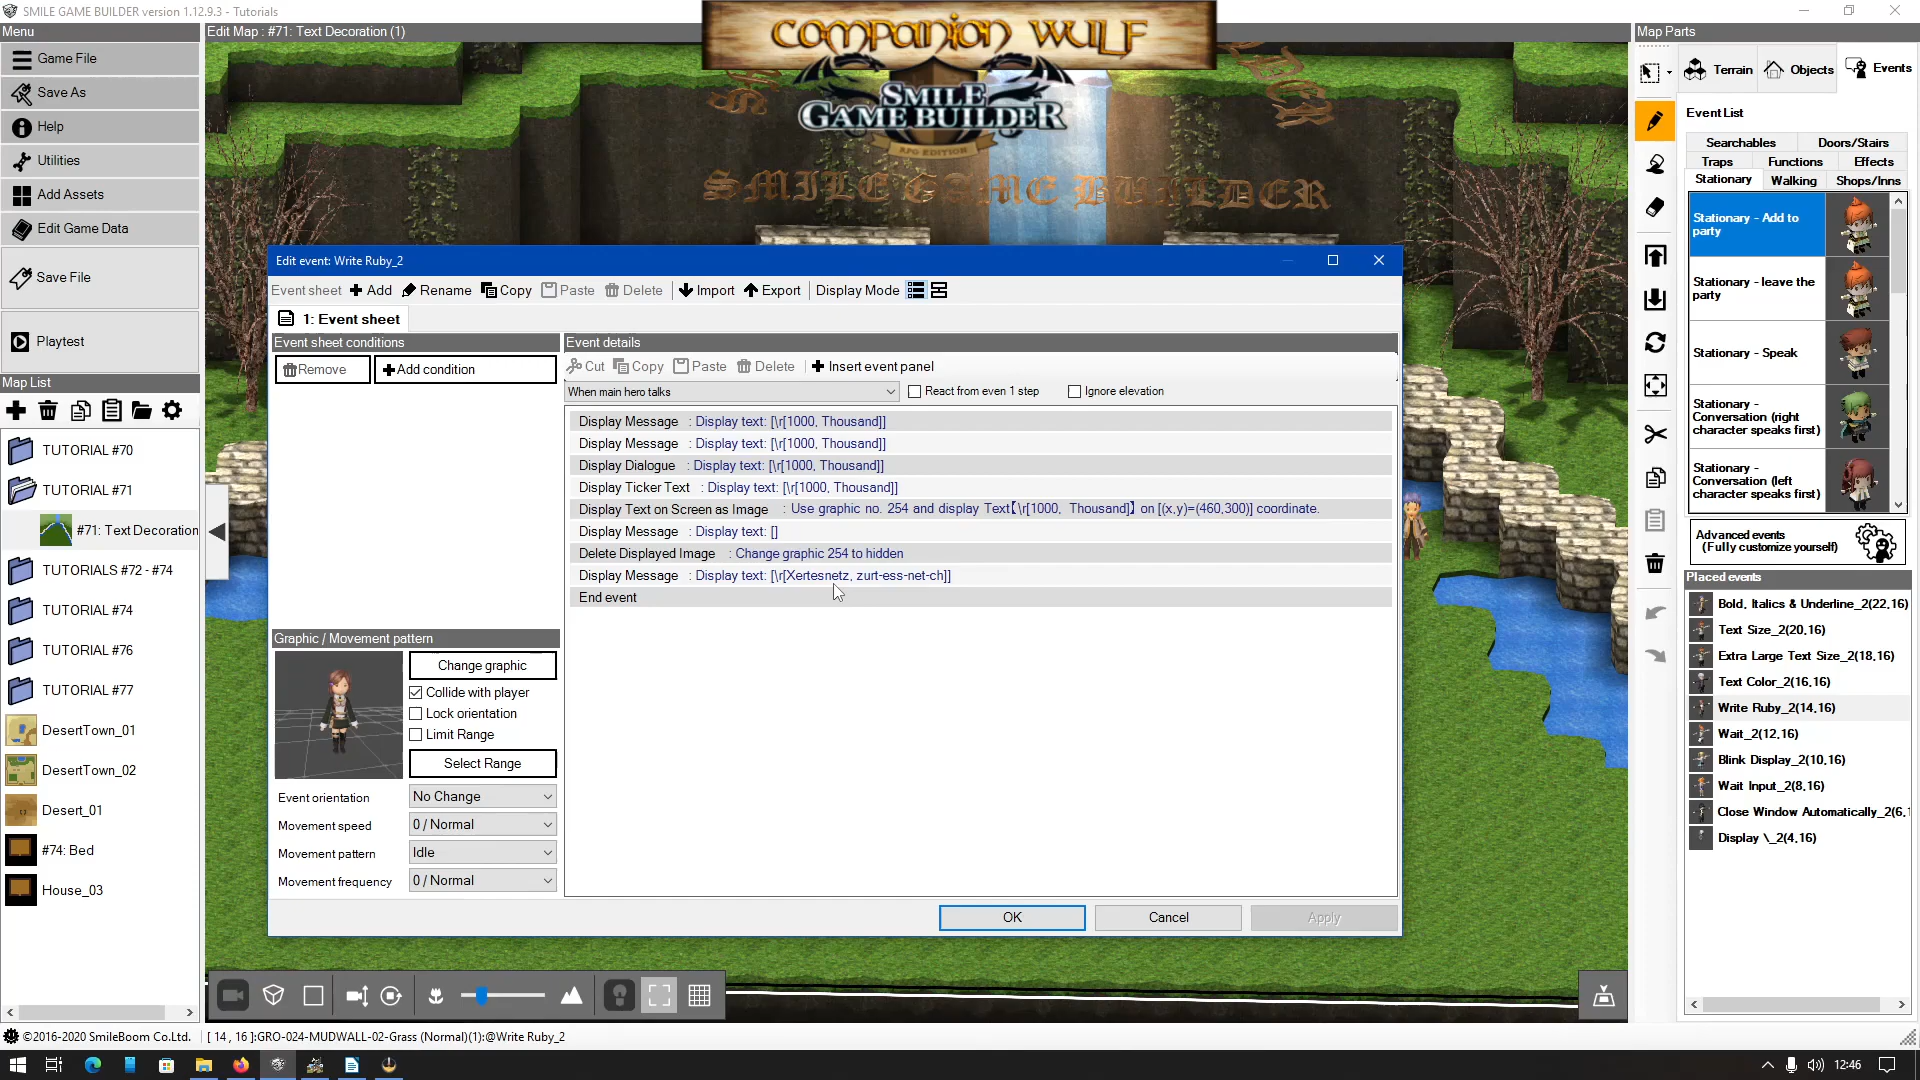 SMILE GAME BUILDER version 1.12.9.3 - Tutorials
Menu
Edit Map : #71: Text Decoration (1)
COMPANION WULF
SMILE
GAME BUILDER
RPG EDITION
SMILE GAME BUILDER
Game File
Save As
Help
Utilities
Add Assets
Edit Game Data
Save File
Playtest
Map List
TUTORIAL #70
TUTORIAL #71
#71: Text Decoration
TUTORIALS #72 - #74
TUTORIAL #74
TUTORIAL #76
TUTORIAL #77
DesertTown_01
DesertTown_02
Desert_01
#74: Bed
House_03
Edit event: Write Ruby_2
Event sheet Add Rename Copy Paste Delete Import Export Display Mode
1: Event sheet
Event sheet conditions
Remove
Add condition
Event details
Cut Copy Paste Delete Insert event panel
When main hero talks
React from even 1 step
Ignore elevation
Display Message : Display text: [\r[1000, Thousand]]
Display Message : Display text: [\r[1000, Thousand]]
Display Dialogue : Display text: [\r[1000, Thousand]]
Display Ticker Text : Display text: [\r[1000, Thousand]]
Display Text on Screen as Image : Use graphic no. 254 and display Text【\r[1000, Thousand]】 on [(x,y)=(460,300)] coordinate.
Display Message : Display text: []
Delete Displayed Image : Change graphic 254 to hidden
Display Message : Display text: [\r[Xertesnetz, zurt-ess-net-ch]]
End event
Graphic / Movement pattern
Change graphic
Collide with player
Lock orientation
Limit Range
Select Range
Event orientation No Change
Movement speed 0 / Normal
Movement pattern Idle
Movement frequency 0 / Normal
OK
Cancel
Apply
Map Parts
Terrain
Objects
Events
Event List
Searchables
Doors/Stairs
Traps
Functions
Effects
Stationary
Walking
Shops/Inns
Stationary - Add to
party
Stationary - leave the
party
Stationary - Speak
Stationary -
Conversation (right
character speaks first)
Stationary -
Conversation (left
character speaks first)
Advanced events
(Fully customize yourself)
Placed events
Bold, Italics & Underline_2(22,16)
Text Size_2(20,16)
Extra Large Text Size_2(18,16)
Text Color_2(16,16)
Write Ruby_2(14,16)
Wait_2(12,16)
Blink Display_2(10,16)
Wait Input_2(8,16)
Close Window Automatically_2(6,1
Display \_2(4,16)
©2016-2020 SmileBoom Co.Ltd.
[ 14 , 16 ]:GRO-024-MUDWALL-02-Grass (Normal)(1):@Write Ruby_2
12:46